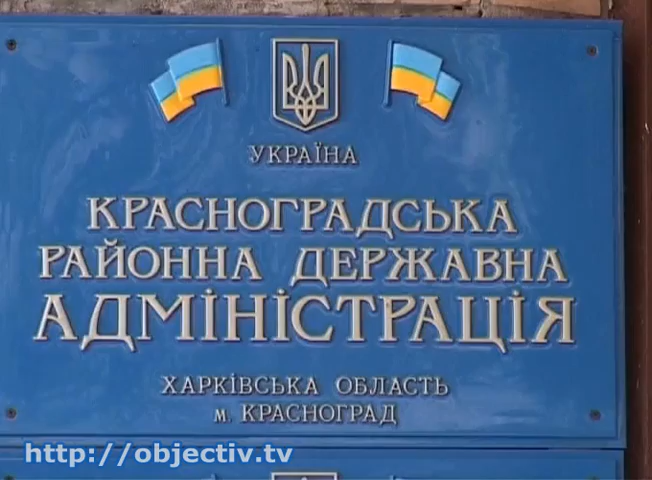 УКРАЇНА
КРАСНОГРАДСЬКА
РАЙОННА ДЕРЖАВНА
АДМІНІСТРАЦІЯ
ХАРКІВСЬКА ОБЛАСТЬ
м. КРАСНОГРАД
http://objectiv.tv